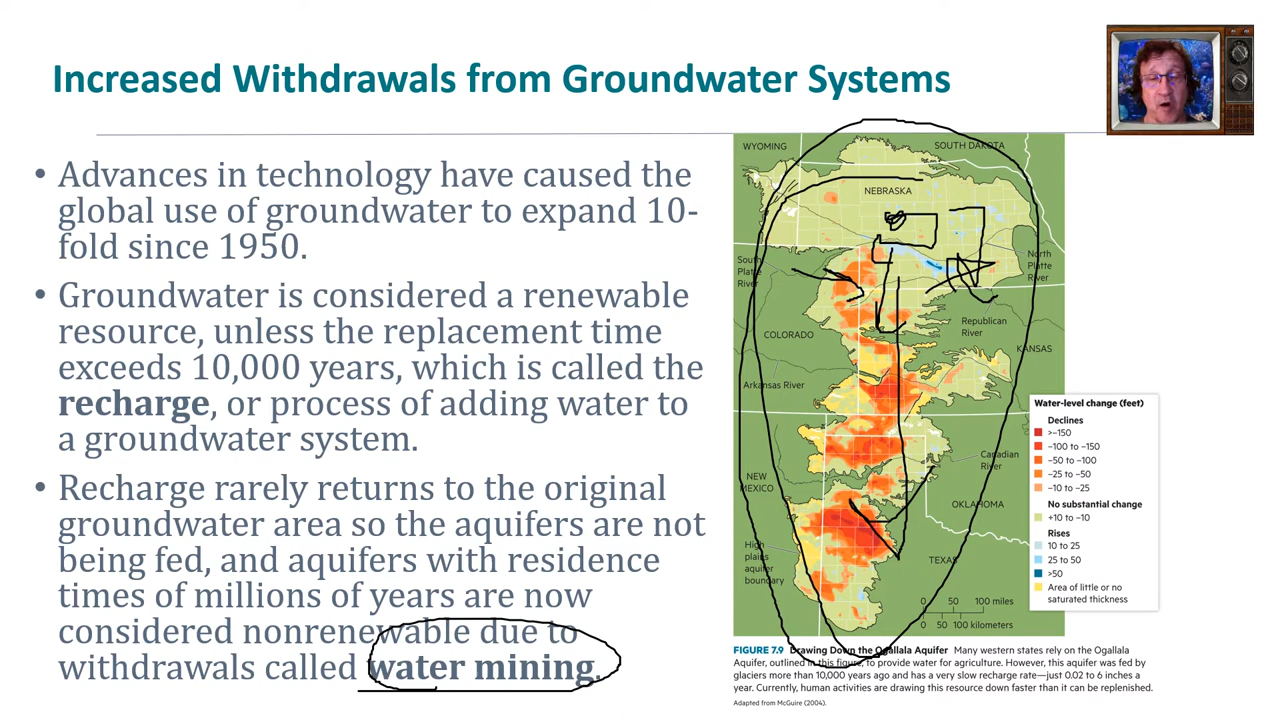 Increased Withdrawals from Groundwater Systems
• Advances in technology have caused the
global use of groundwater to expand 10-
fold since 1950.
• Groundwater is considered a renewable
resource, unless the replacement time
exceeds 10,000 years, which is called the
recharge, or process of adding water to
a groundwater system.
• Recharge rarely returns to the original
groundwater area so the aquifers are not
being fed, and aquifers with residence
times of millions of years are now
considered nonrenewable due to
withdrawals called water mining.
WYOMING
SOUTH DAKOTA
NEBRASKA
South
Platte
River
North
Platte
River
COLORADO
Republican
River
KANSAS
Arkansas River
Canadian
River
NEW
MEXICO
OKLAHOMA
High
plains
aquifer
boundary
TEXAS
0 50 100 miles
0 50 100 kilometers
Water-level change (feet)
Declines
>–150
–100 to –150
–50 to –100
–25 to –50
–10 to –25
No substantial change
+10 to –10
Rises
10 to 25
25 to 50
>50
Area of little or no
saturated thickness
FIGURE 7.9 Drawing Down the Ogallala Aquifer Many western states rely on the Ogallala
Aquifer, outlined in this figure, to provide water for agriculture. However, this aquifer was fed by
glaciers more than 10,000 years ago and has a very slow recharge rate—just 0.02 to 6 inches a
year. Currently, human activities are drawing this resource down faster than it can be replenished.
Adapted from McGuire (2004).